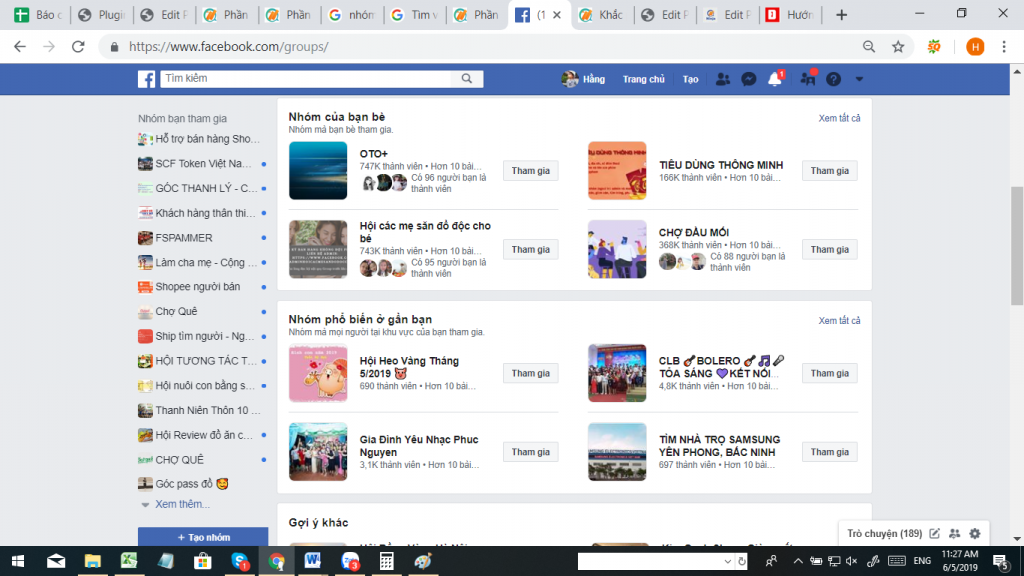 Báo c
Plugin
Edit P
Phần
Phần
nhóm
Tìm v
Phần
(1
Khắc
Edit P
Edit P
Hướn
https://www.facebook.com/groups/
H
Tìm kiếm
Hằng
Trang chủ
Tạo
1
Nhóm bạn tham gia
Hỗ trợ bán hàng Sho...
SCF Token Việt Na...
GÓC THANH LÝ - C...
Khách hàng thân thi...
FSPAMMER
Làm cha mẹ - Cộng ...
Shopee người bán
Chợ Quê
Ship tìm người - Ng...
HỘI TƯƠNG TÁC T...
Hội nuôi con bằng s...
Thanh Niên Thôn 10 ...
Hội Review đồ ăn c...
CHỢ QUÊ
Góc pass đồ 🥰
Xem thêm...
+ Tạo nhóm
Nhóm của bạn bè
Nhóm mà bạn bè tham gia.
Xem tất cả
OTO+
747K thành viên • Hơn 10 bài...
Có 96 người bạn là
thành viên
Tham gia
TIÊU DÙNG THÔNG MINH
166K thành viên • Hơn 10 bài...
Tham gia
Hội các mẹ săn đồ độc cho
bé
743K thành viên • Hơn 10 bài...
Có 95 người bạn là
thành viên
Tham gia
CHỢ ĐẦU MỐI
368K thành viên • Hơn 10 bài...
Có 88 người bạn là
thành viên
Tham gia
Nhóm phổ biến ở gần bạn
Nhóm mà mọi người tại khu vực của bạn tham gia.
Xem tất cả
Hội Heo Vàng Tháng
5/2019 🐷
690 thành viên • Hơn 10 bài...
Tham gia
CLB 🎸BOLERO 🎸🎵🎤
TỎA SÁNG 💜KẾT NỐI...
4,8K thành viên • Hơn 10 bài...
Tham gia
Gia Đình Yêu Nhạc Phuc
Nguyen
3,1K thành viên • Hơn 10 bài...
Tham gia
TÌM NHÀ TRỌ SAMSUNG
YÊN PHONG, BẮC NINH
697 thành viên • Hơn 10 bài...
Tham gia
Gợi ý khác
Trò chuyện (189)
ENG
11:27 AM
6/5/2019
5